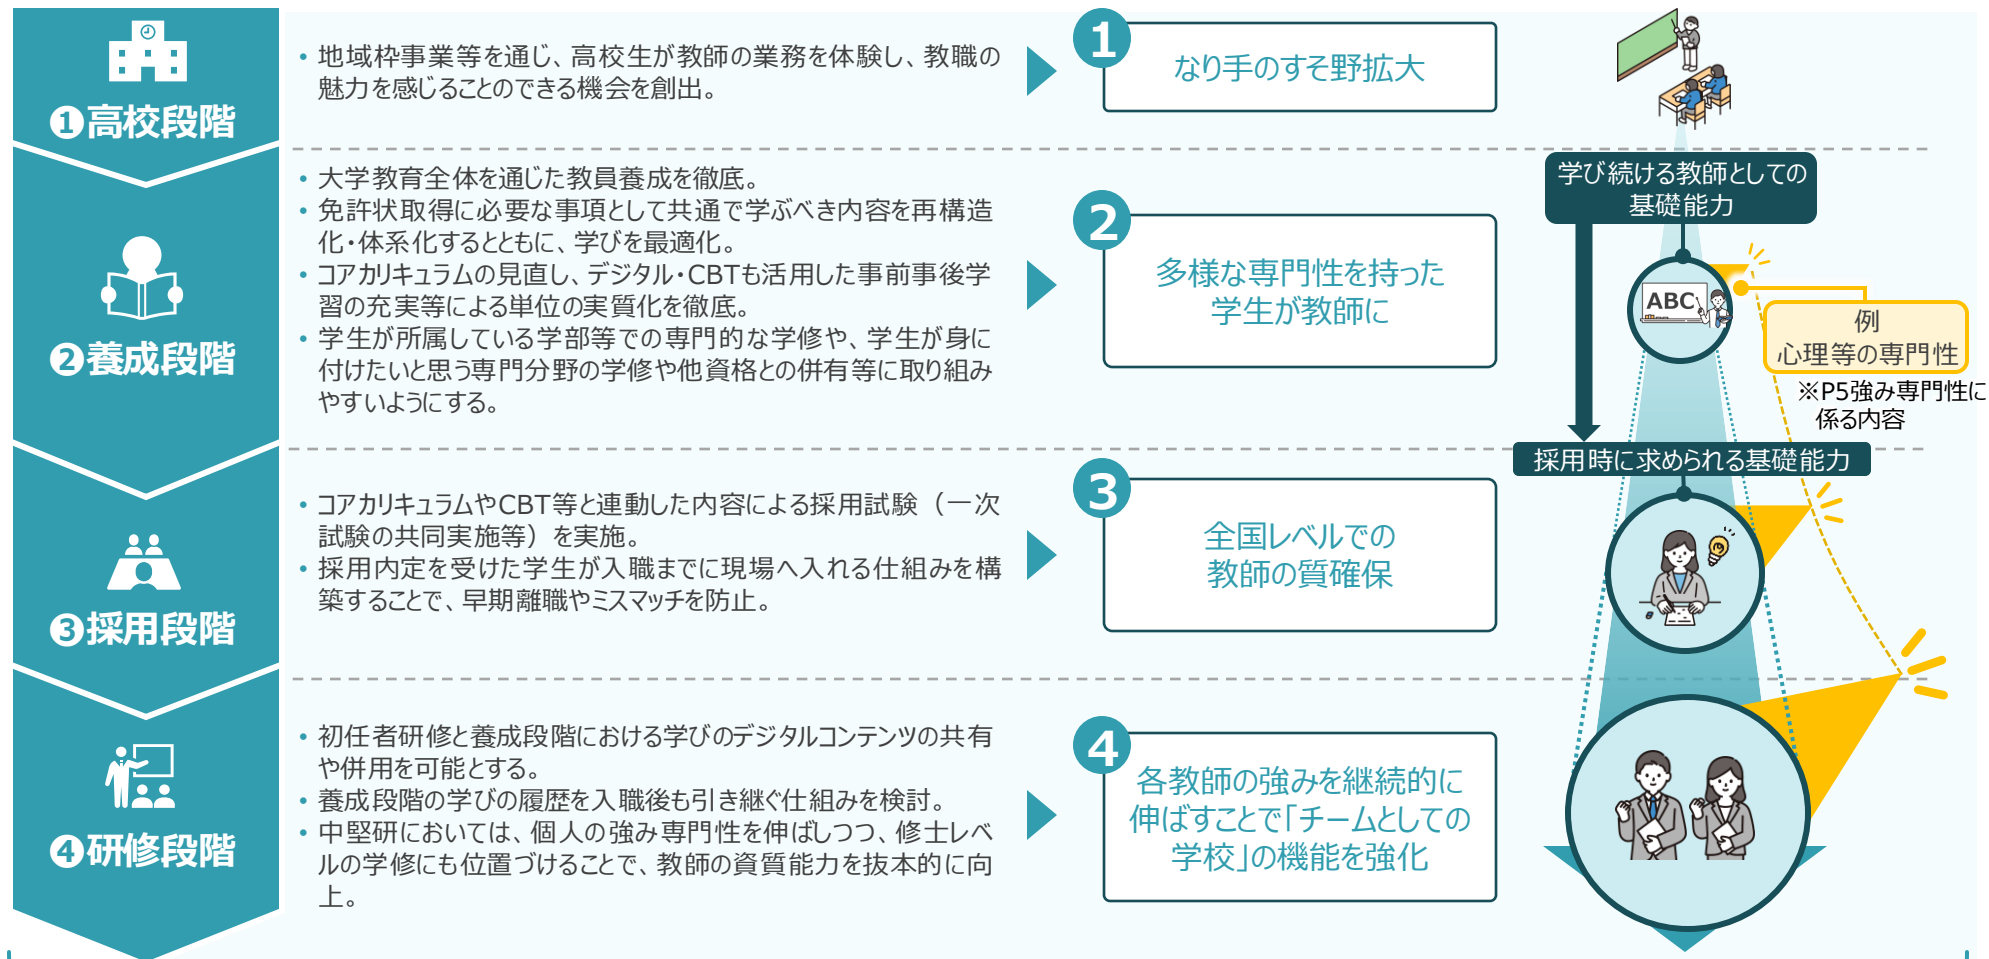 ❶高校段階
• 地域枠事業等を通じ、高校生が教師の業務を体験し、教職の
魅力を感じることのできる機会を創出。
1
なり手のすそ野拡大
❷養成段階
• 大学教育全体を通じた教員養成を徹底。
• 免許状取得に必要な事項として共通で学ぶべき内容を再構造
化・体系化するとともに、学びを最適化。
• コアカリキュラムの見直し、デジタル・CBTも活用した事前事後学
習の充実等による単位の実質化を徹底。
• 学生が所属している学部等での専門的な学修や、学生が身に
付けたいと思う専門分野の学修や他資格との併有等に取り組み
やすいようにする。
2
多様な専門性を持った
学生が教師に
学び続ける教師としての
基礎能力
ABC
例
心理等の専門性
※P5強み専門性に
係る内容
❸採用段階
• コアカリキュラムやCBT等と連動した内容による採用試験（一次
試験の共同実施等）を実施。
• 採用内定を受けた学生が入職までに現場へ入れる仕組みを構
築することで、早期離職やミスマッチを防止。
3
全国レベルでの
教師の質確保
採用時に求められる基礎能力
❹研修段階
• 初任者研修と養成段階における学びのデジタルコンテンツの共有
や併用を可能とする。
• 養成段階の学びの履歴を入職後も引き継ぐ仕組みを検討。
• 中堅研においては、個人の強み専門性を伸ばしつつ、修士レベ
ルの学修にも位置づけることで、教師の資質能力を抜本的に向
上。
4
各教師の強みを継続的に
伸ばすことで「チームとしての
学校」の機能を強化